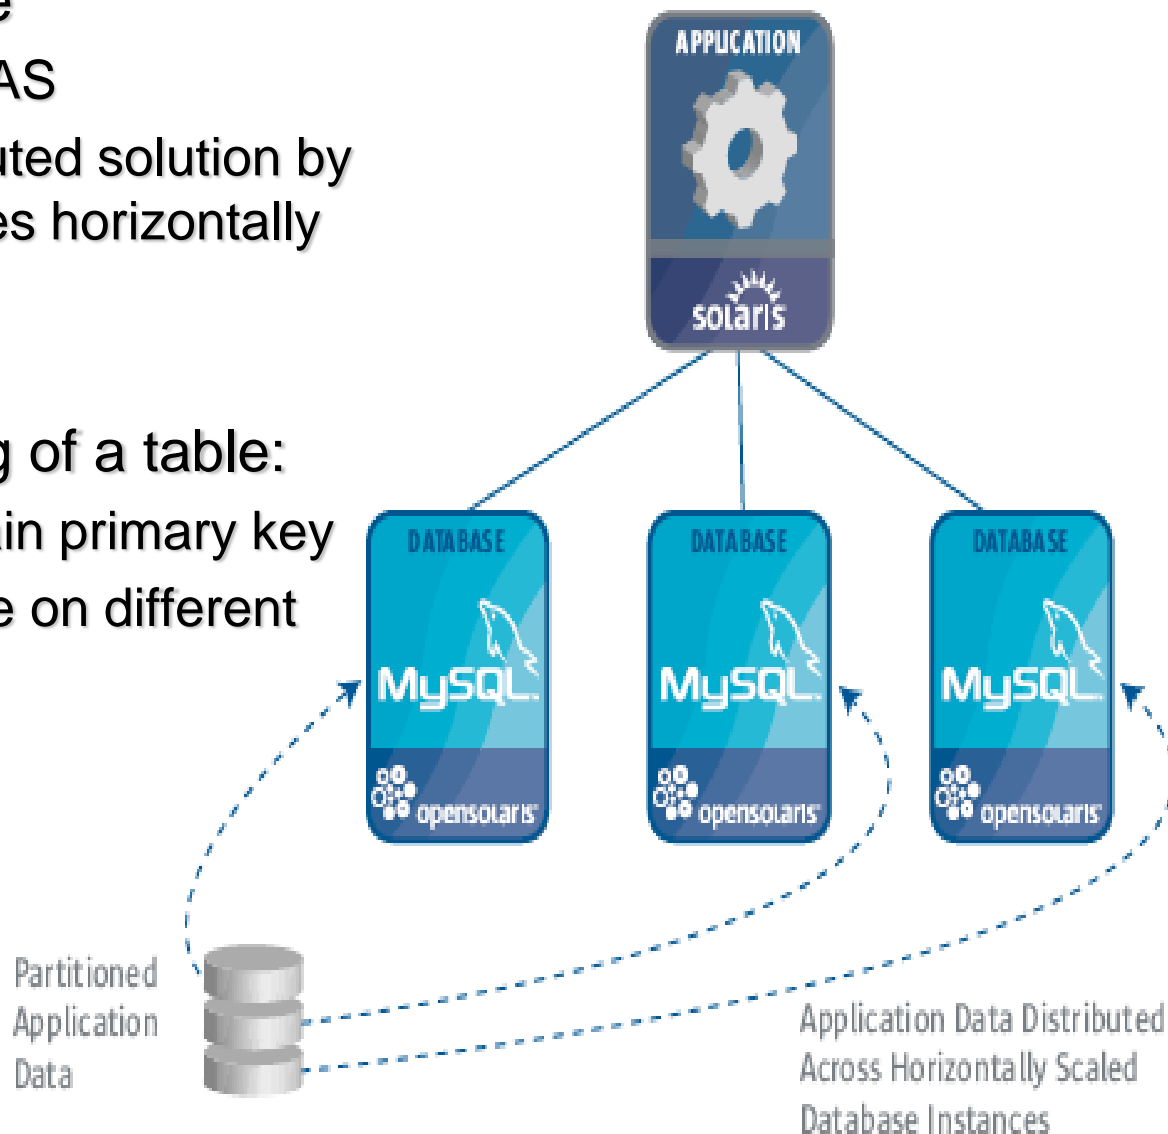 AS
uted solution by
es horizontally
g of a table:
ain primary key
e on different
APPLICATION
solaris
DATABASE
MySQL.
opensolaris
DATABASE
MySQL.
opensolaris
DATABASE
MySQL.
opensolaris
Partitioned
Application
Data
Application Data Distributed
Across Horizontally Scaled
Database Instances